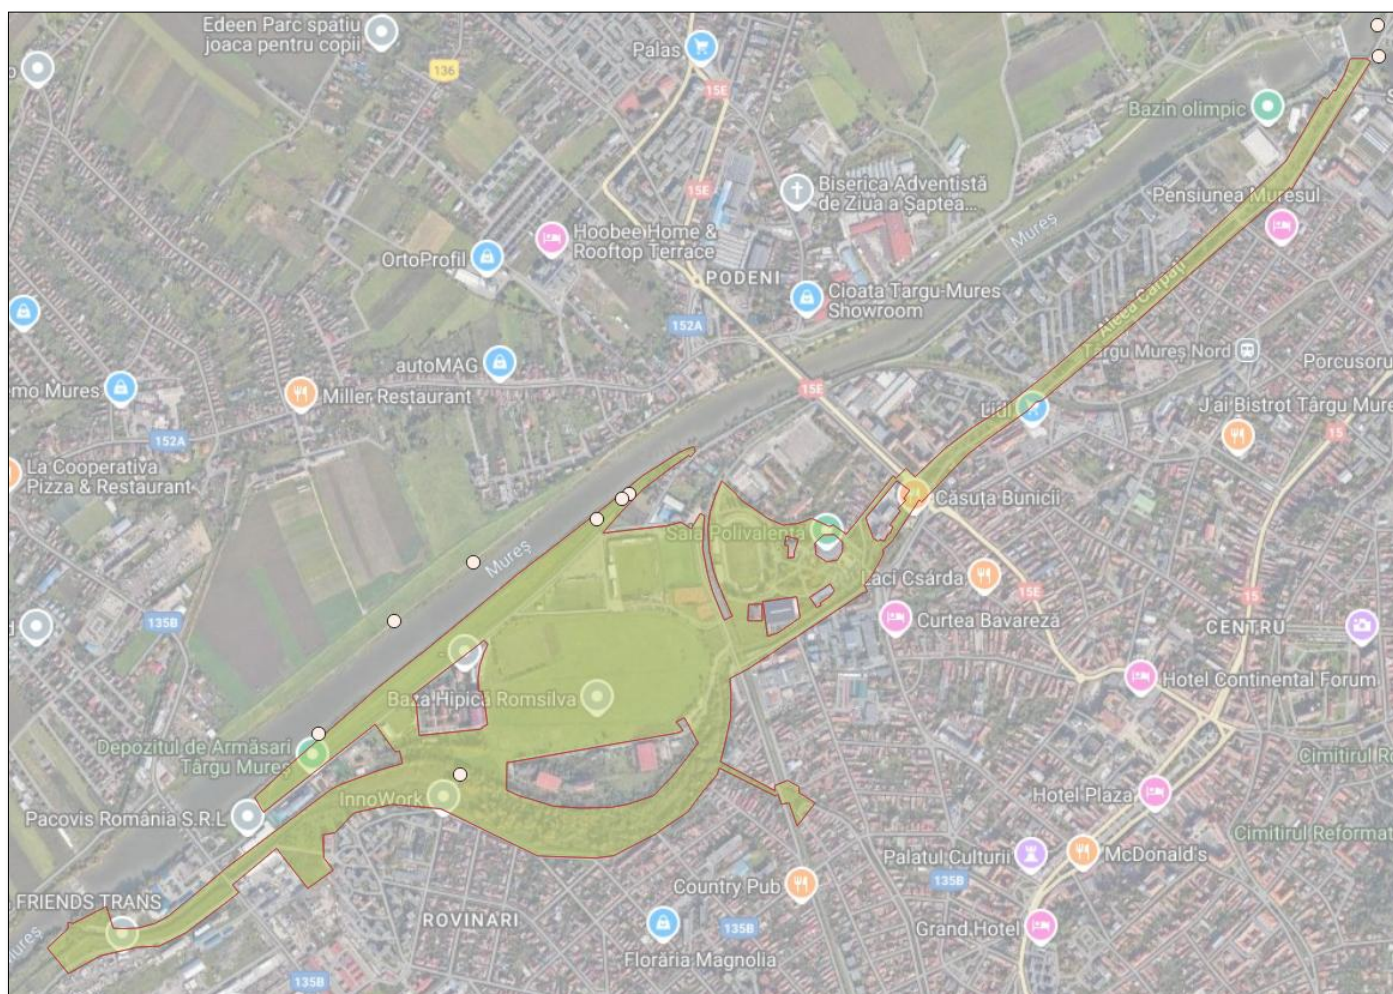 Edeen Parc spațiu
joaca pentru copii
136
Palas
15E
Bazin olimpic
15E
Biserica Adventistă
de Ziua a Șaptea...
Pensiunea Mureșul
Mureș
Hoobee Home &
Rooftop Terrace
OrtoProfil
PODENI
Cioata Targu-Mures
Showroom
Aleea Carpați
152A
Târgu Mureș Nord
autoMAG
Porcusoru
emo Mures
Miller Restaurant
15E
Lidl
J'ai Bistrot Târgu Mure
152A
15
La Cooperativa
Pizza & Restaurant
Căsuța Bunicii
Sala Polivalentă
Mureș
Laci Csárda
15E
15
135B
Curtea Bavareză
CENTRU
Hotel Continental Forum
Baza Hipică Romsilva
Depozitul de Armăsari
Târgu Mureș
Cimitirul R
InnoWork
Hotel Plaza
Pacovis România S.R.L
Cimitirul Reformat
Palatul Culturii
McDonald's
135B
Country Pub
FRIENDS TRANS
ROVINARI
135B
Grand Hotel
Mureș
Florăria Magnolia
135B